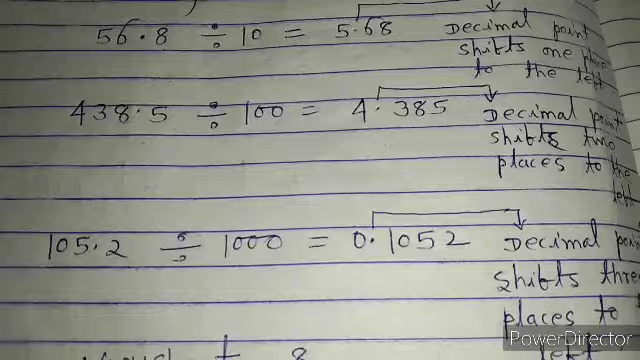 56.8 ÷ 10 = 5.68 Decimal point
shifts one place
to the left
438.5 ÷ 100 = 4.385 Decimal point
shifts two
places to the
left
105.2 ÷ 1000 = 0.1052 Decimal point
shifts three
places to
left
PowerDirector